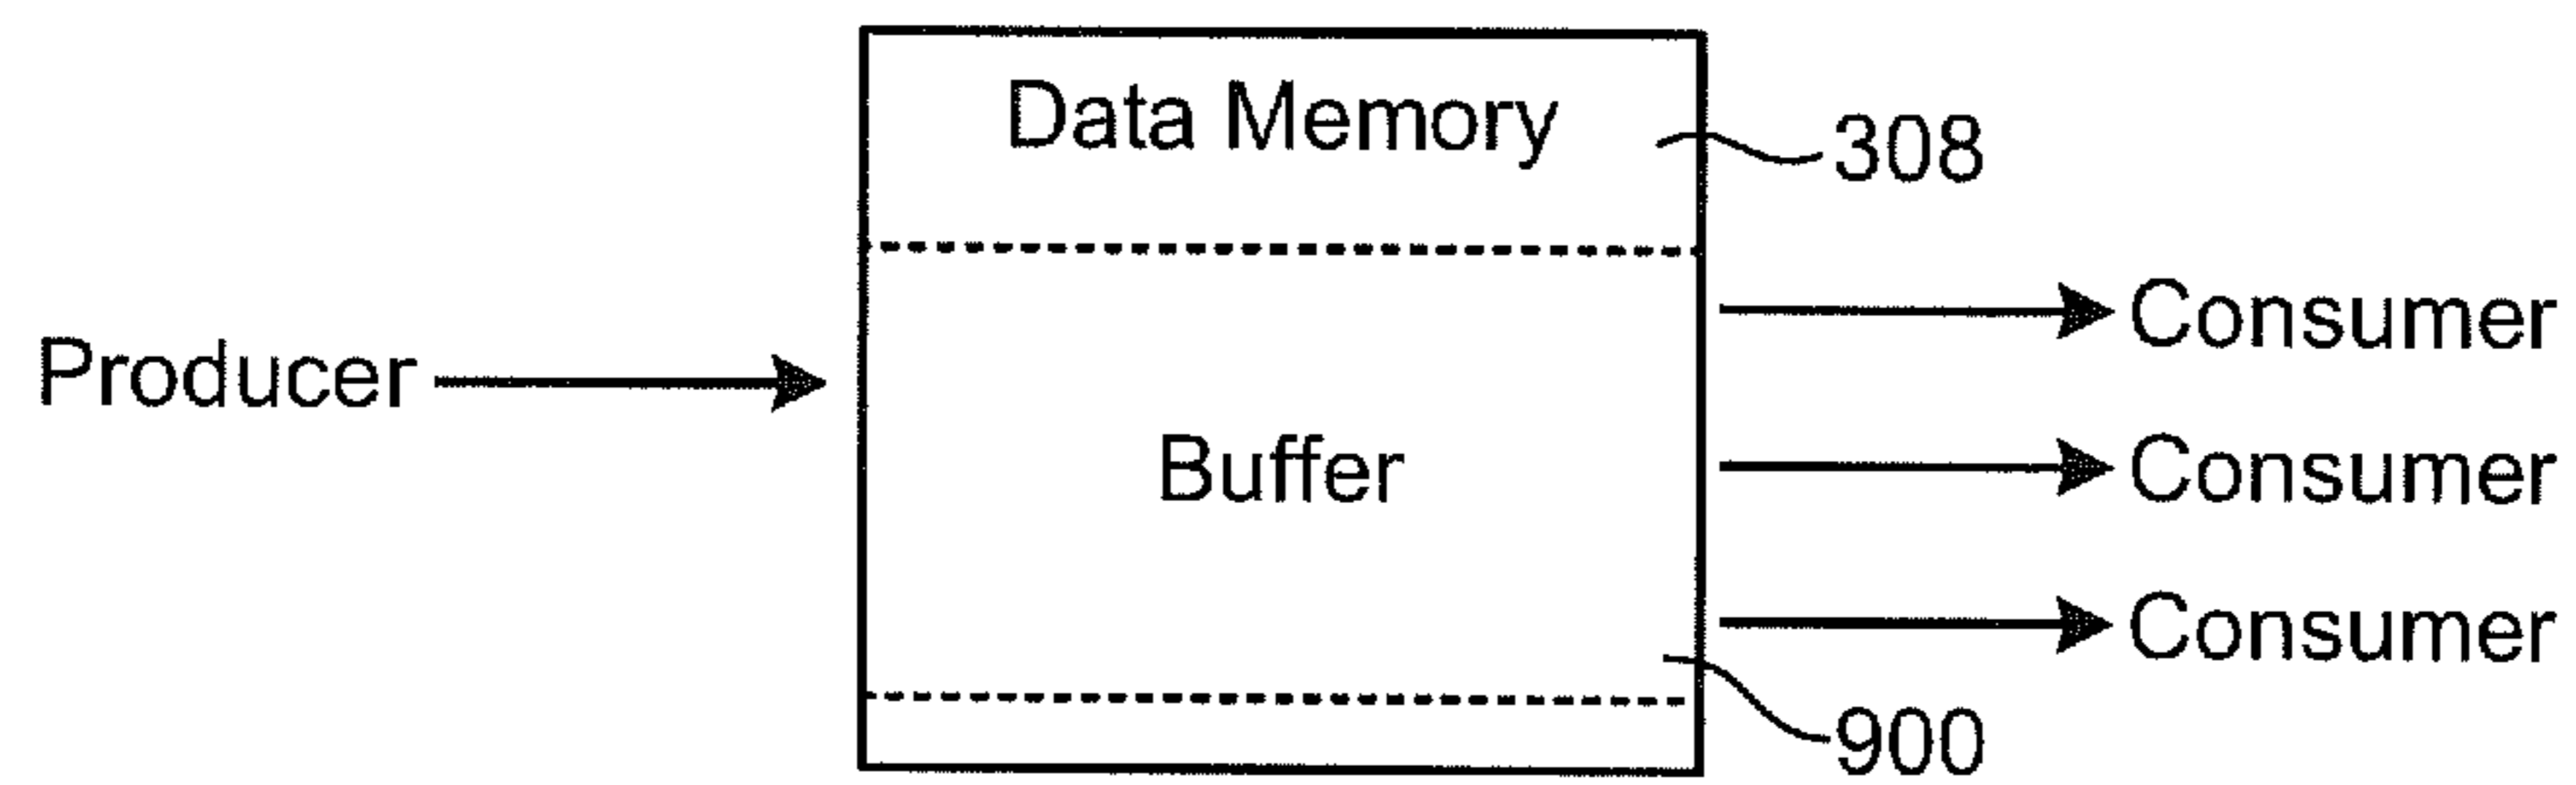 Data Memory
308
Producer
Buffer
Consumer
Consumer
Consumer
900